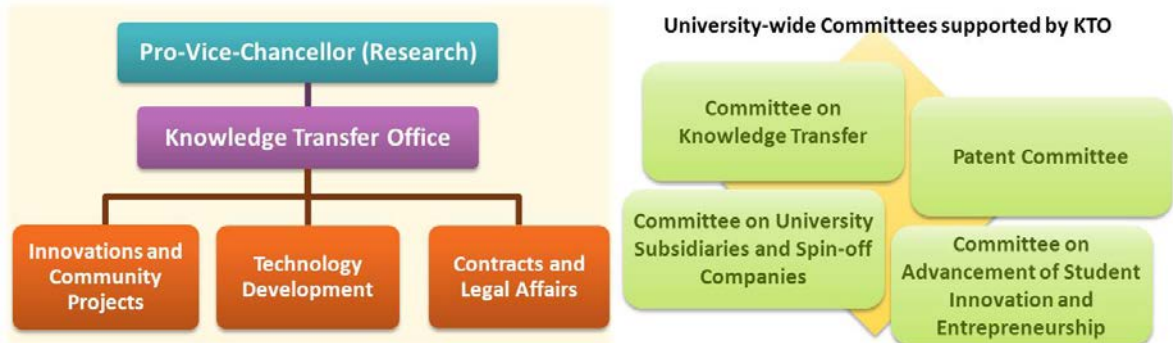 Pro-Vice-Chancellor (Research)
Knowledge Transfer Office
Innovations and
Community
Projects
Technology
Development
Contracts and
Legal Affairs
University-wide Committees supported by KTO
Committee on
Knowledge Transfer
Patent Committee
Committee on University
Subsidiaries and Spin-off
Companies
Committee on
Advancement of Student
Innovation and
Entrepreneurship